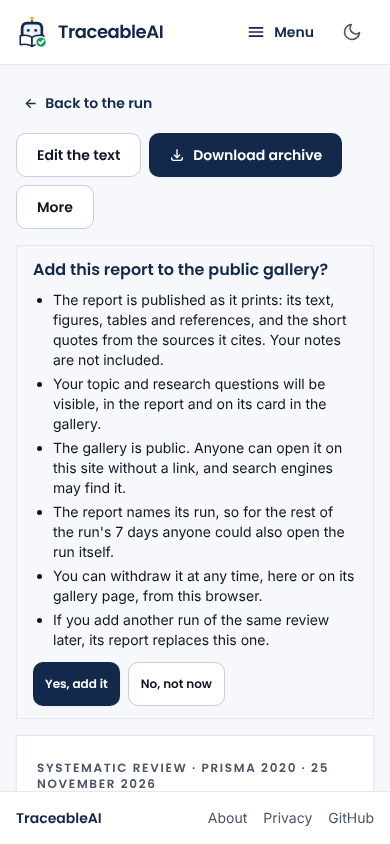 TraceableAI
Menu
Back to the run
Edit the text
Download archive
More
Add this report to the public gallery?
• The report is published as it prints: its text,
figures, tables and references, and the short
quotes from the sources it cites. Your notes
are not included.
• Your topic and research questions will be
visible, in the report and on its card in the
gallery.
• The gallery is public. Anyone can open it on
this site without a link, and search engines
may find it.
• The report names its run, so for the rest of
the run's 7 days anyone could also open the
run itself.
• You can withdraw it at any time, here or on its
gallery page, from this browser.
• If you add another run of the same review
later, its report replaces this one.
Yes, add it
No, not now
SYSTEMATIC REVIEW · PRISMA 2020 · 25
NOVEMBER 2026
TraceableAI
About
Privacy
GitHub